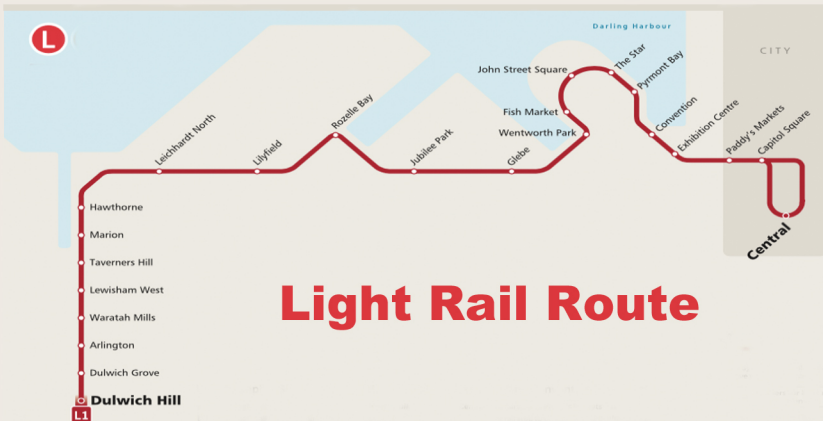 L
Darling Harbour
CITY
The Star
John Street Square
Pyrmont Bay
Fish Market
Convention
Wentworth Park
Exhibition Centre
Paddy's Markets
Capitol Square
Central
Rozelle Bay
Leichhardt North
Lilyfield
Jubilee Park
Glebe
Hawthorne
Marion
Taverners Hill
Lewisham West
Waratah Mills
Arlington
Dulwich Grove
Dulwich Hill
L1
Light Rail Route